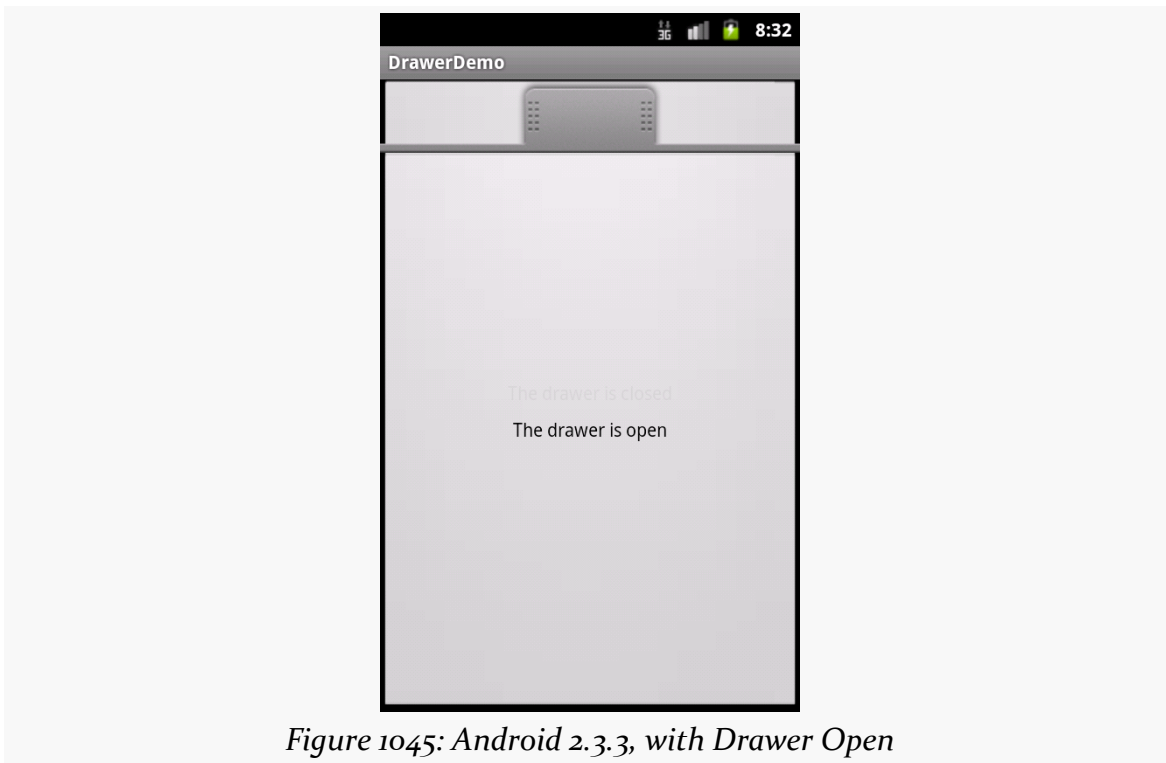 3G 8:32
DrawerDemo
The drawer is closed
The drawer is open
Figure 1045: Android 2.3.3, with Drawer Open